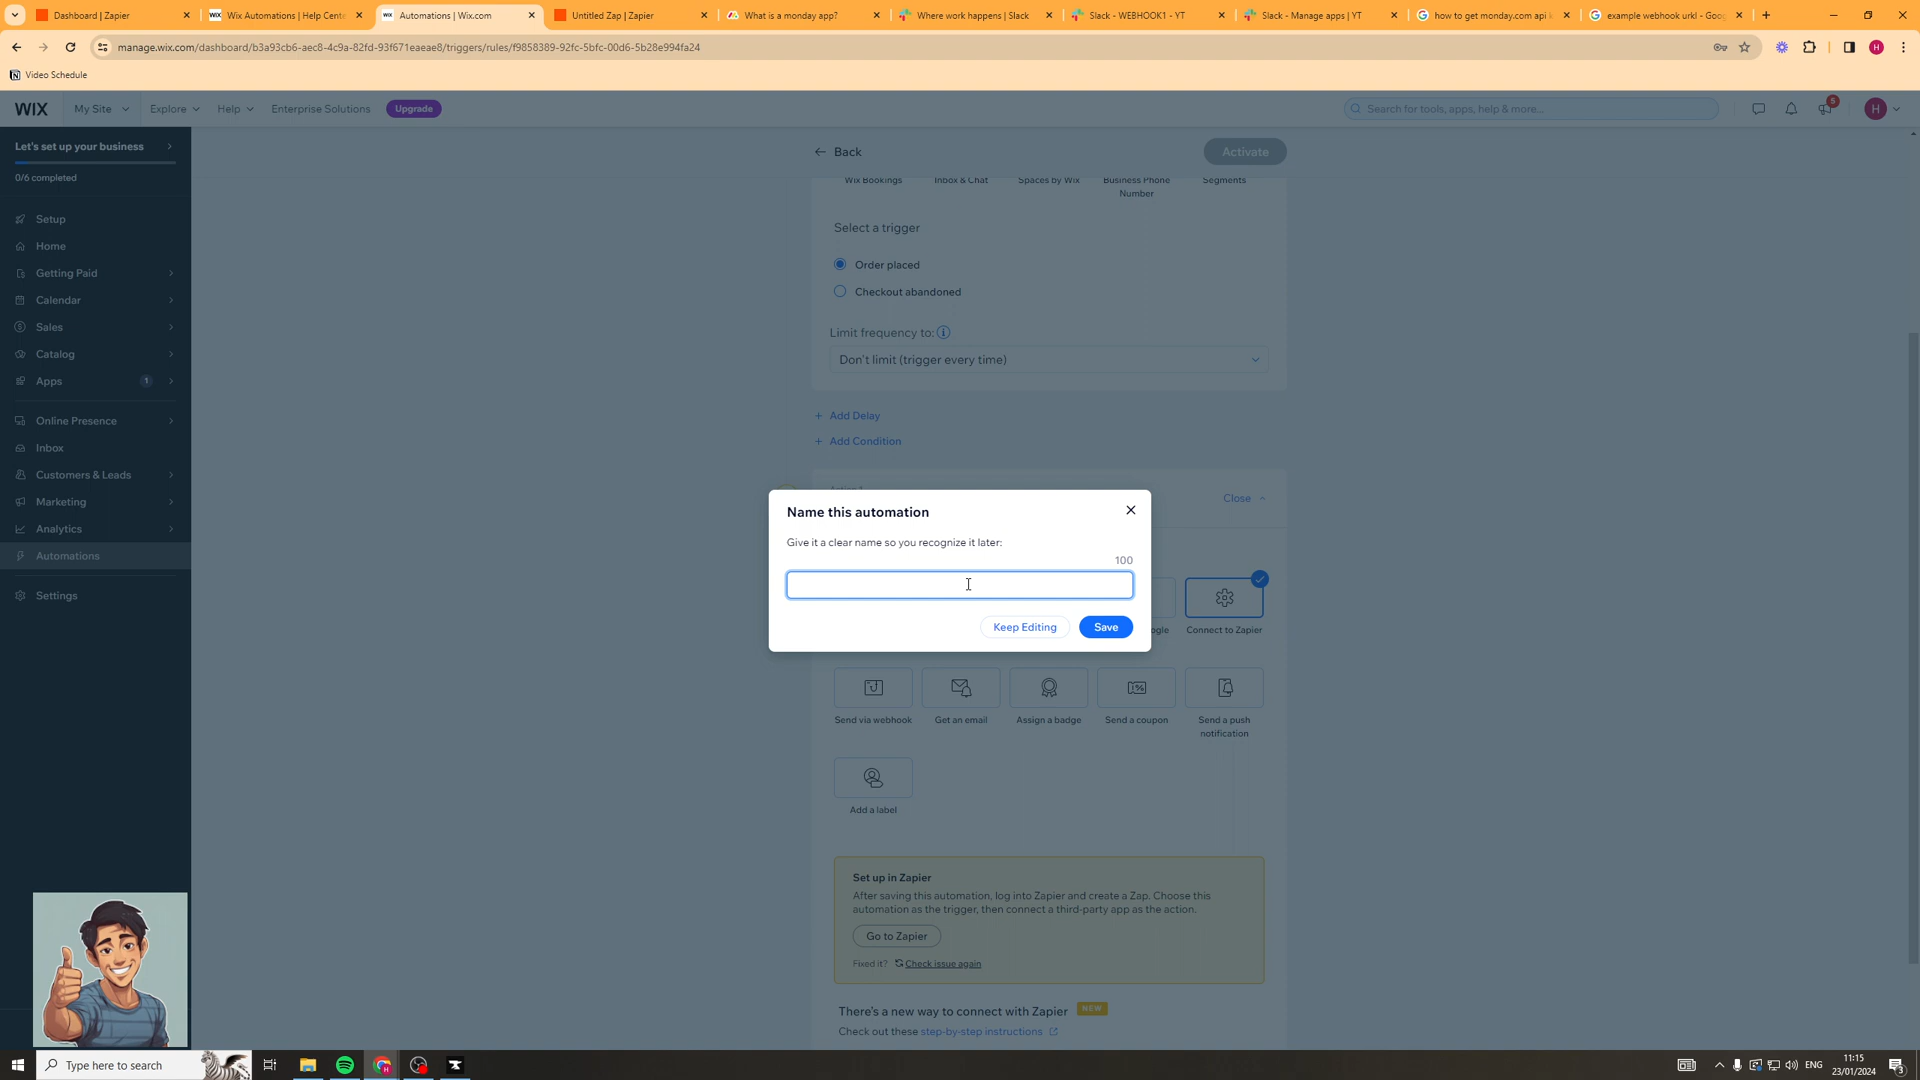 Dashboard | Zapier
Wix Automations | Help Cente
Automations | Wix.com
Untitled Zap | Zapier
What is a monday app?
Where work happens | Slack
Slack - WEBHOOK1 - YT
Slack - Manage apps | YT
how to get monday.com api k
example webhook urkl - Goo
manage.wix.com/dashboard/b3a93cb6-aec8-4c9a-82fd-93f671eaeae8/triggers/rules/f9858389-92fc-5bfc-00d6-5b28e994fa24
Video Schedule
WIX
My Site
Explore
Help
Enterprise Solutions
Upgrade
Search for tools, apps, help & more...
5
H
Let's set up your business
0/6 completed
Setup
Home
Getting Paid
Calendar
Sales
Catalog
Apps
1
Online Presence
Inbox
Customers & Leads
Marketing
Analytics
Automations
Settings
Back
Activate
Wix Bookings
Inbox & Chat
Spaces by Wix
Business Phone
Number
Segments
Select a trigger
Order placed
Checkout abandoned
Limit frequency to:
Don't limit (trigger every time)
+ Add Delay
+ Add Condition
Close
Name this automation
Give it a clear name so you recognize it later:
100
Keep Editing
Save
Connect to Zapier
Send via webhook
Get an email
Assign a badge
Send a coupon
Send a push
notification
Add a label
Set up in Zapier
After saving this automation, log into Zapier and create a Zap. Choose this
automation as the trigger, then connect a third-party app as the action.
Go to Zapier
Fixed it?
Check issue again
There's a new way to connect with Zapier
NEW
Check out these step-by-step instructions
Type here to search
ENG
11:15
23/01/2024
3